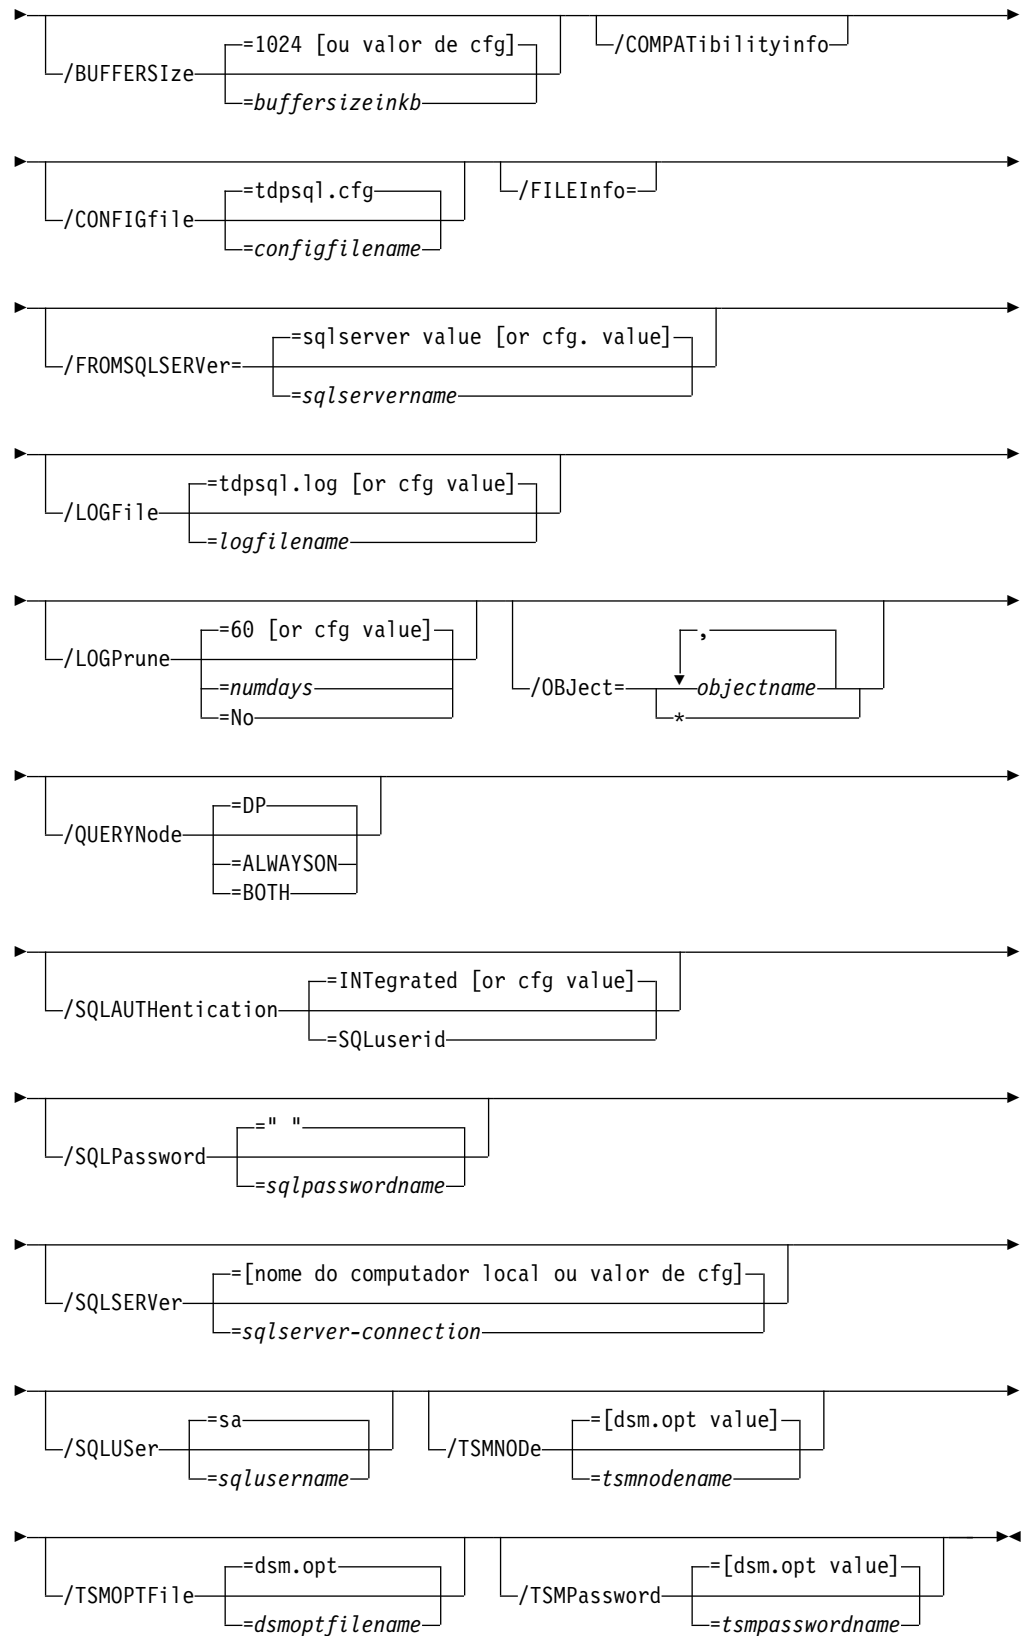 =1024 [ou valor de cfg]
/BUFFERSIze
=buffersizeinkb
/COMPATibilityinfo
=tdpsql.cfg
/CONFIGfile
=configfilename
/FILEInfo=
=sqlserver value [or cfg. value]
/FROMSQLSERVer=
=sqlservername
=tdpsql.log [or cfg value]
/LOGFile
=logfilename
=60 [or cfg value]
/LOGPrune
=numdays
=No
,
/OBJect=
objectname
*
=DP
/QUERYNode
=ALWAYSON
=BOTH
=INTegrated [or cfg value]
/SQLAUTHentication
=SQLuserid
=" "
/SQLPassword
=sqlpasswordname
=[nome do computador local ou valor de cfg]
/SQLSERVer
=sqlserver-connection
=sa
/SQLUSer
=sqlusername
=[dsm.opt value]
/TSMNODe
=tsmnodename
=dsm.opt
/TSMOPTFile
=dsmoptfilename
=[dsm.opt value]
/TSMPassword
=tsmpasswordname